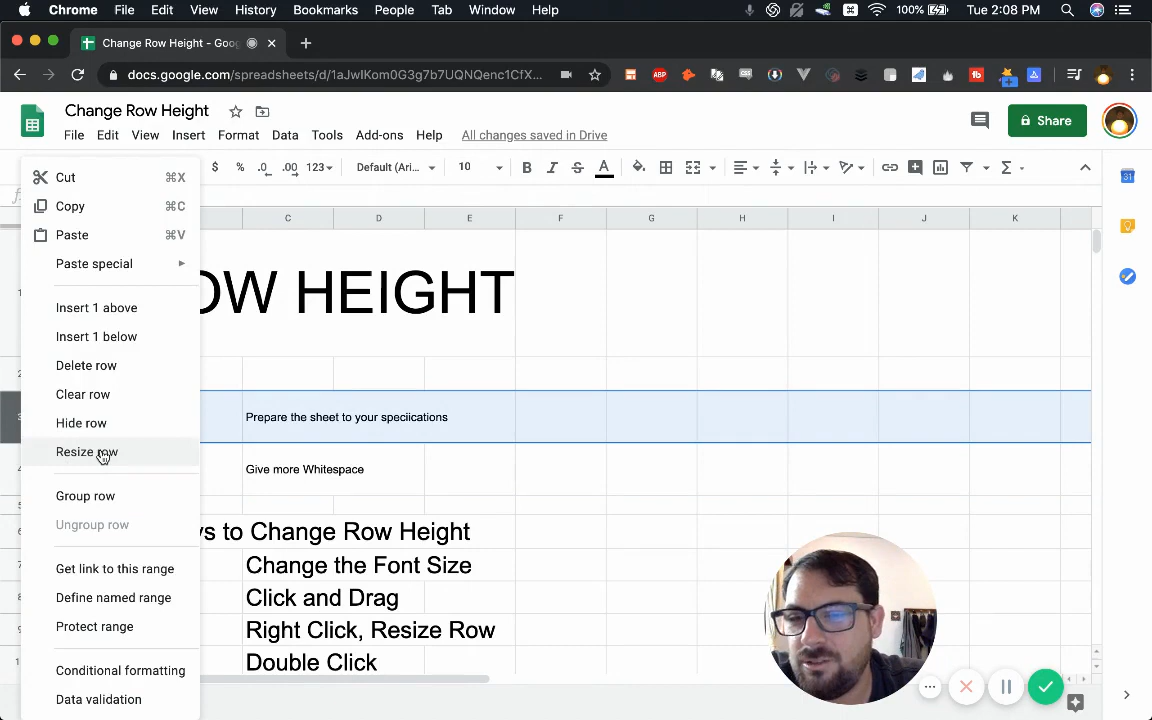 Chrome File Edit View History Bookmarks People Tab Window Help 100% Tue 2:08 PM
Change Row Height - Goog
docs.google.com/spreadsheets/d/1aJwIKom0G3g7b7UQNQenc1CfX...
Change Row Height
File Edit View Insert Format Data Tools Add-ons Help All changes saved in Drive
Share
$ % .0 .00 123 Default (Ari... 10 B I S A
Cut ⌘X
Copy ⌘C
Paste ⌘V
Paste special
Insert 1 above
Insert 1 below
Delete row
Clear row
Hide row
Resize row
Group row
Ungroup row
Get link to this range
Define named range
Protect range
Conditional formatting
Data validation
C D E F G H I J K
OW HEIGHT
Prepare the sheet to your speciications
Give more Whitespace
ys to Change Row Height
Change the Font Size
Click and Drag
Right Click, Resize Row
Double Click